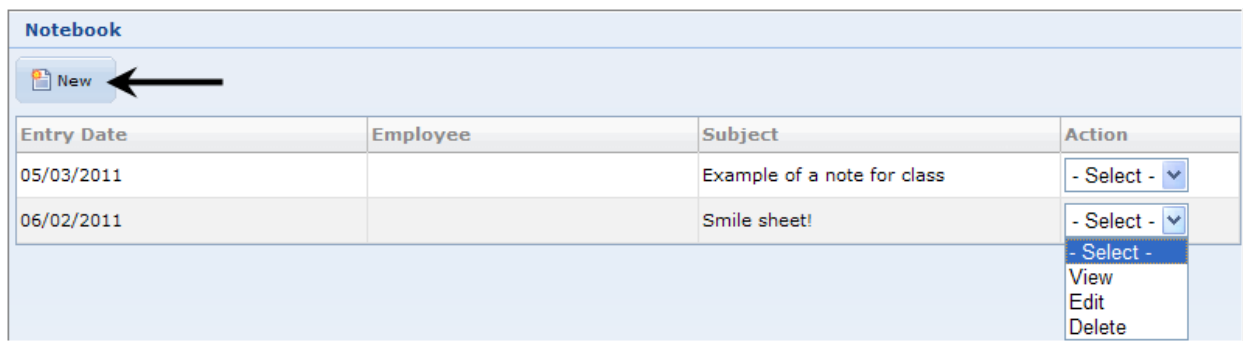 Notebook
New
Entry Date Employee Subject Action
05/03/2011 Example of a note for class - Select -
06/02/2011 Smile sheet! - Select -
- Select -
View
Edit
Delete